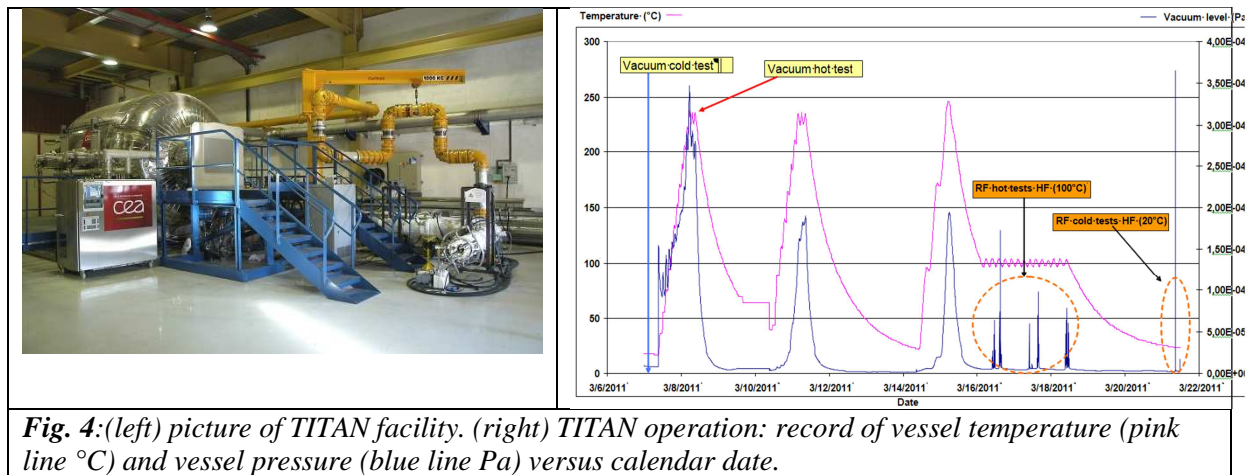 cea
Temperature (°C)
Vacuum level (Pa
300
250
200
150
100
50
0
4,00E-04
3,50E-04
3,00E-04
2,50E-04
2,00E-04
1,50E-04
1,00E-04
5,00E-05
0,00E+00
Vacuum cold test¶
Vacuum hot test
RF hot tests HF (100°C)
RF cold tests HF (20°C)
3/6/2011
3/8/2011
3/10/2011
3/12/2011
3/14/2011
3/16/2011
3/18/2011
3/20/2011
3/22/2011
Date
Fig. 4:(left) picture of TITAN facility. (right) TITAN operation: record of vessel temperature (pink
line °C) and vessel pressure (blue line Pa) versus calendar date.